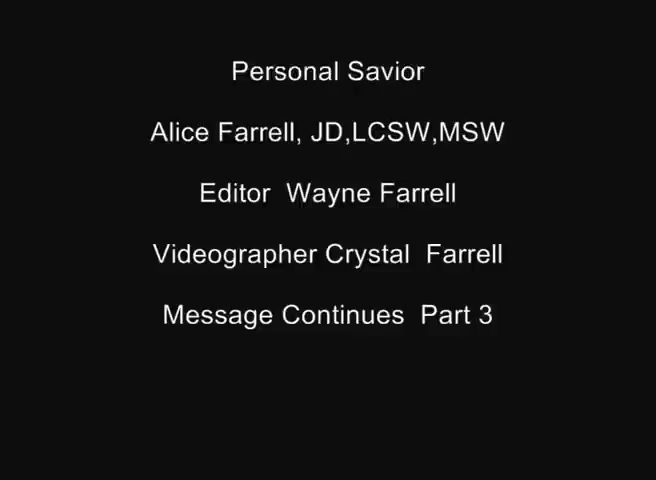 Personal Savior
Alice Farrell, JD,LCSW,MSW
Editor  Wayne Farrell
Videographer Crystal  Farrell
Message Continues  Part 3